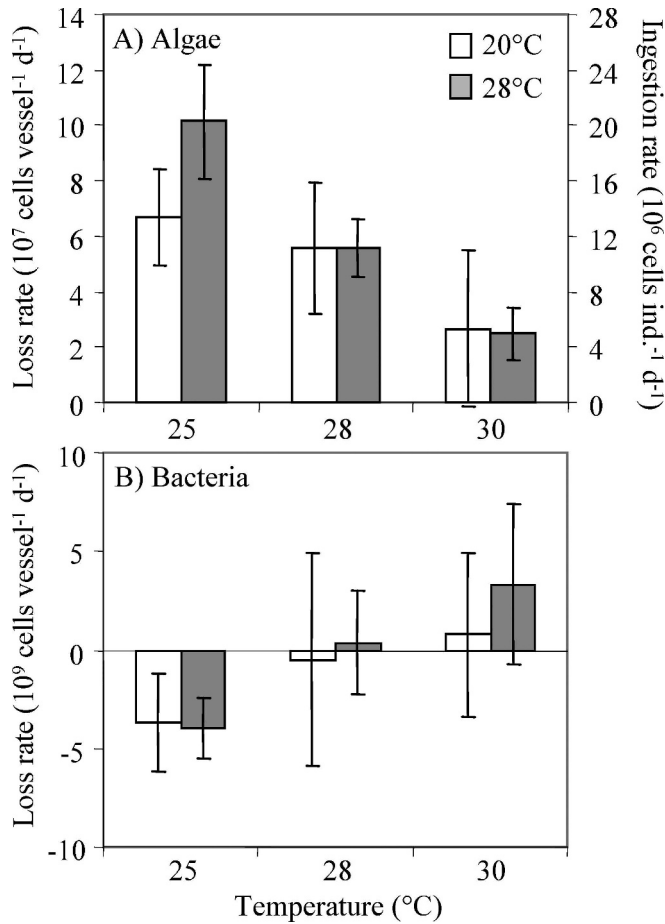 A) Algae
20°C
28°C
Loss rate (10⁷ cells vessel⁻¹ d⁻¹)
14
12
10
8
6
4
2
0
Ingestion rate (10⁶ cells ind.⁻¹ d⁻¹)
28
24
20
16
12
8
4
0
25 28 30
B) Bacteria
Loss rate (10⁹ cells vessel⁻¹ d⁻¹)
10
5
0
-5
-10
25 28 30
Temperature (°C)